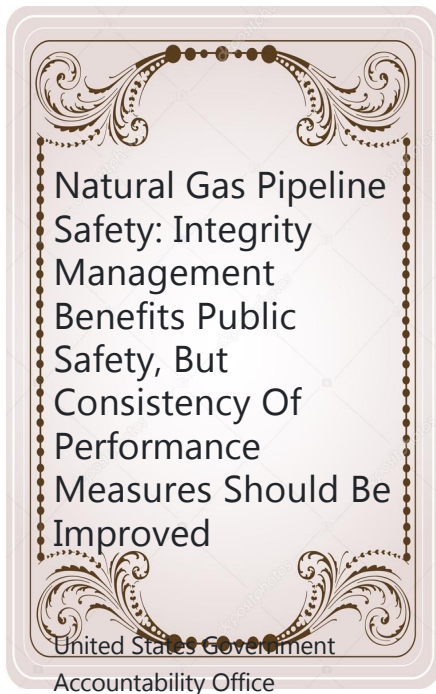 Natural Gas Pipeline
Safety: Integrity
Management
Benefits Public
Safety, But
Consistency Of
Performance
Measures Should Be
Improved
United States Government
Accountability Office